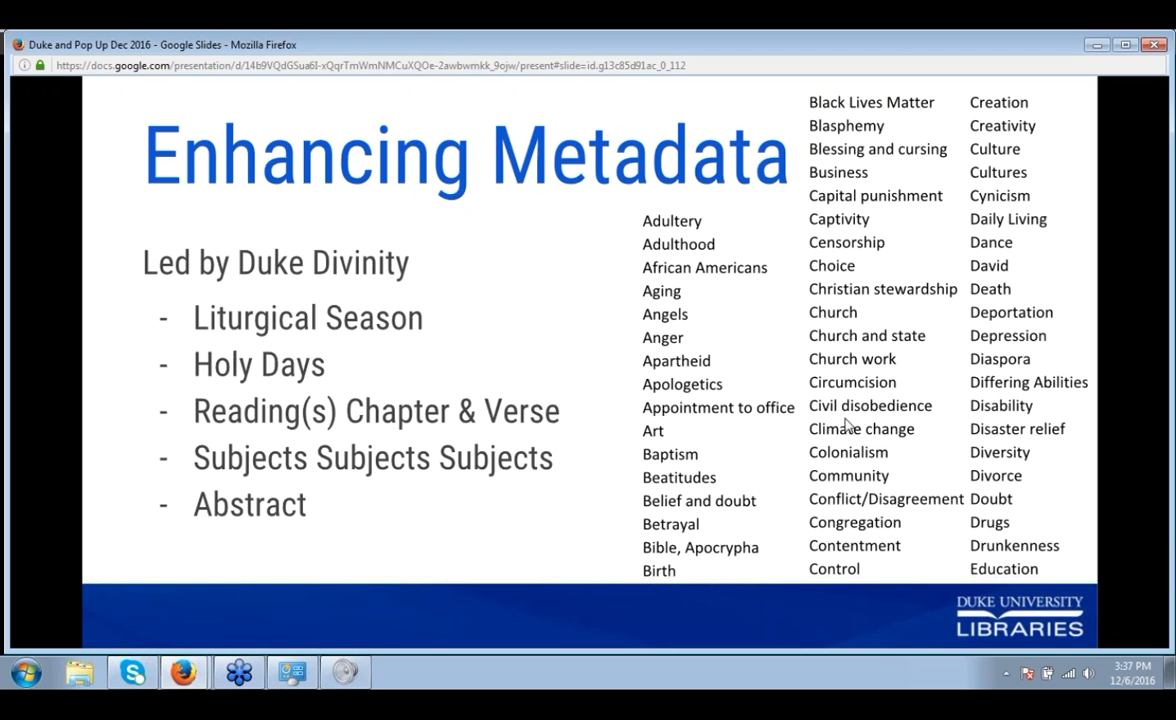 Duke and Pop Up Dec 2016 - Google Slides - Mozilla Firefox
https://docs.google.com/presentation/d/14b9VQdGSua6I-xQqrTmWmNMCuXQOe-2awbwmkk_9ojw/present#slide=id.g13c85d91ac_0_112
Enhancing Metadata
Led by Duke Divinity
- Liturgical Season
- Holy Days
- Reading(s) Chapter & Verse
- Subjects Subjects Subjects
- Abstract
Adultery
Adulthood
African Americans
Aging
Angels
Anger
Apartheid
Apologetics
Appointment to office
Art
Baptism
Beatitudes
Belief and doubt
Betrayal
Bible, Apocrypha
Birth
Black Lives Matter
Blasphemy
Blessing and cursing
Business
Capital punishment
Captivity
Censorship
Choice
Christian stewardship
Church
Church and state
Church work
Circumcision
Civil disobedience
Climate change
Colonialism
Community
Conflict/Disagreement
Congregation
Contentment
Control
Creation
Creativity
Culture
Cultures
Cynicism
Daily Living
Dance
David
Death
Deportation
Depression
Diaspora
Differing Abilities
Disability
Disaster relief
Diversity
Divorce
Doubt
Drugs
Drunkenness
Education
DUKE UNIVERSITY
LIBRARIES
3:37 PM
12/6/2016